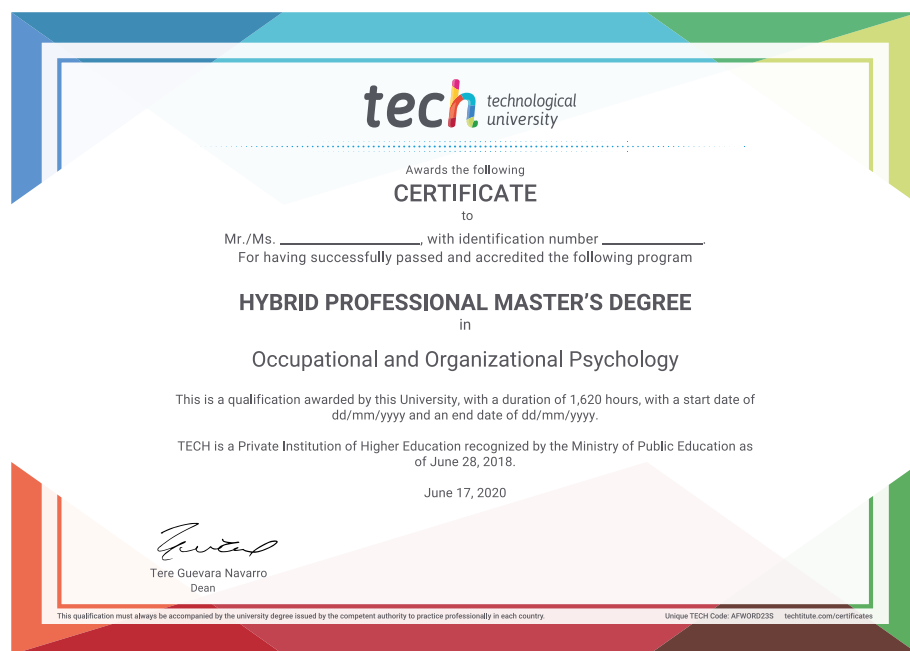 tech technological
university
Awards the following
CERTIFICATE
to
Mr./Ms. ____________________, with identification number ______________.
For having successfully passed and accredited the following program
HYBRID PROFESSIONAL MASTER’S DEGREE
in
Occupational and Organizational Psychology
This is a qualification awarded by this University, with a duration of 1,620 hours, with a start date of
dd/mm/yyyy and an end date of dd/mm/yyyy.
TECH is a Private Institution of Higher Education recognized by the Ministry of Public Education as
of June 28, 2018.
June 17, 2020
Tere Guevara Navarro
Dean
This qualification must always be accompanied by the university degree issued by the competent authority to practice professionally in each country. Unique TECH Code: AFWORD23S techtitute.com/certificates